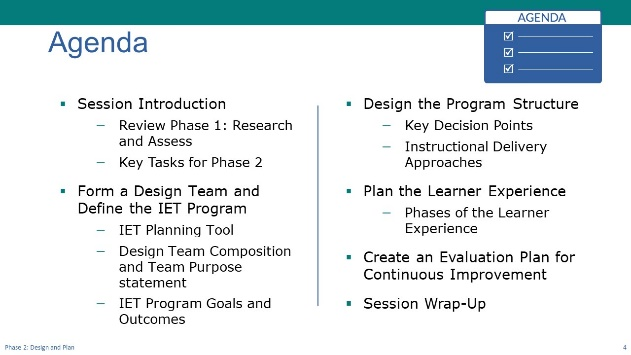 AGENDA
Agenda
▪ Session Introduction
– Review Phase 1: Research
and Assess
– Key Tasks for Phase 2
▪ Form a Design Team and
Define the IET Program
– IET Planning Tool
– Design Team Composition
and Team Purpose
statement
– IET Program Goals and
Outcomes
▪ Design the Program Structure
– Key Decision Points
– Instructional Delivery
Approaches
▪ Plan the Learner Experience
– Phases of the Learner
Experience
▪ Create an Evaluation Plan for
Continuous Improvement
▪ Session Wrap-Up
Phase 2: Design and Plan
4